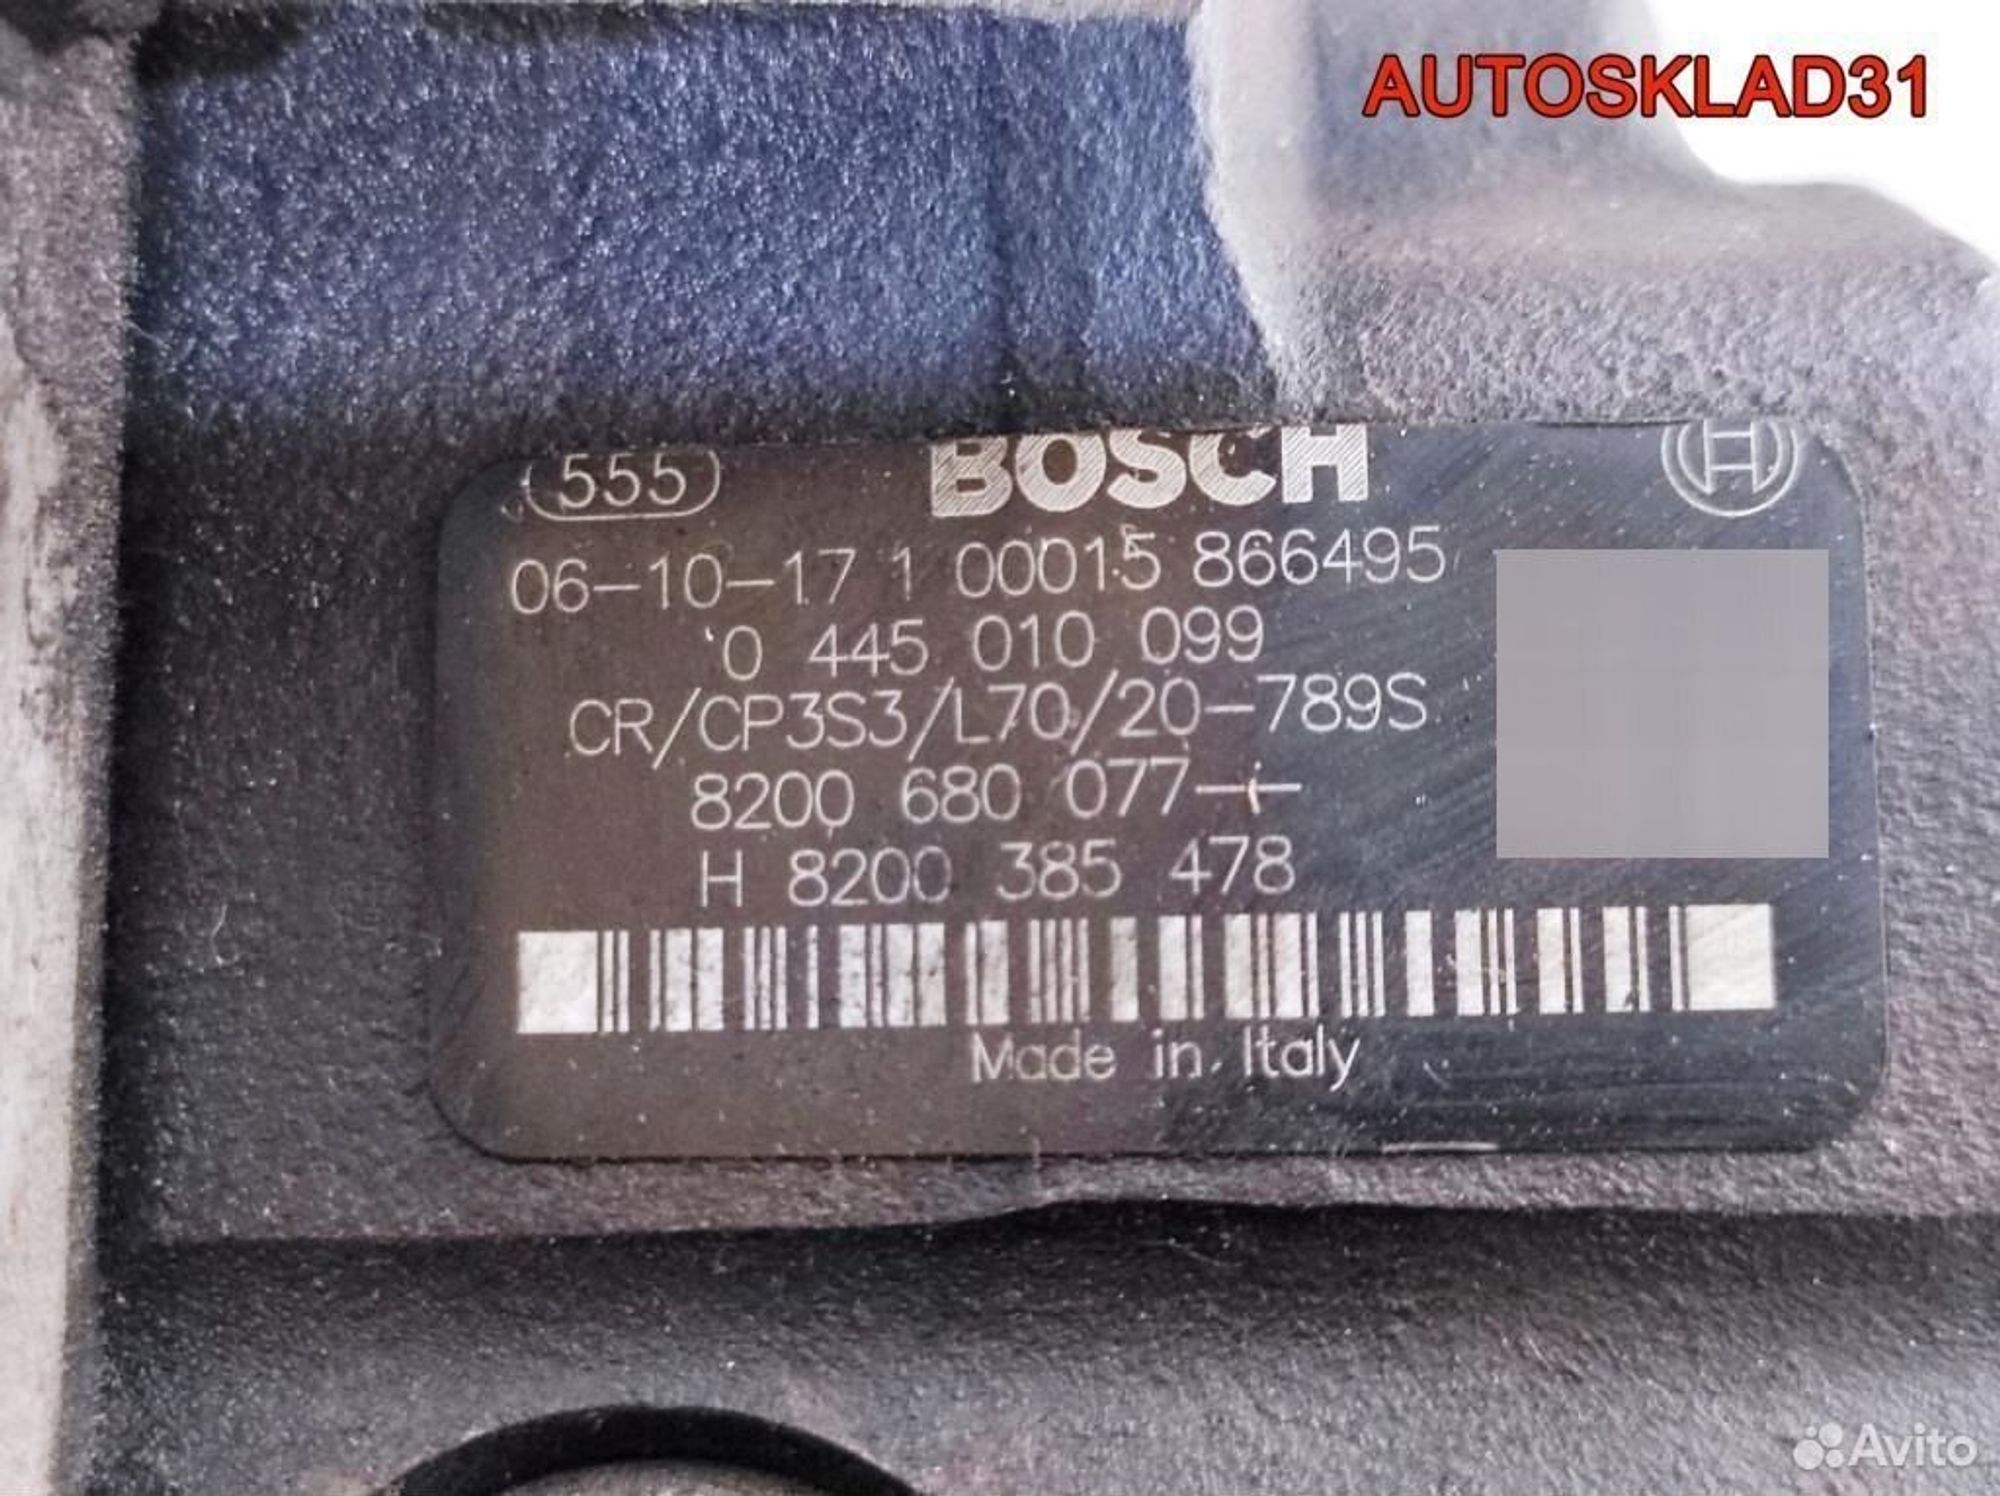 AUTOSKLAD31
555 BOSCH H
06-10-17 1 00015 866495
0 445 010 099
CR/CP3S3/L70/20-789S
8200 680 077--
H 8200 385 478
Made in Italy
Avito